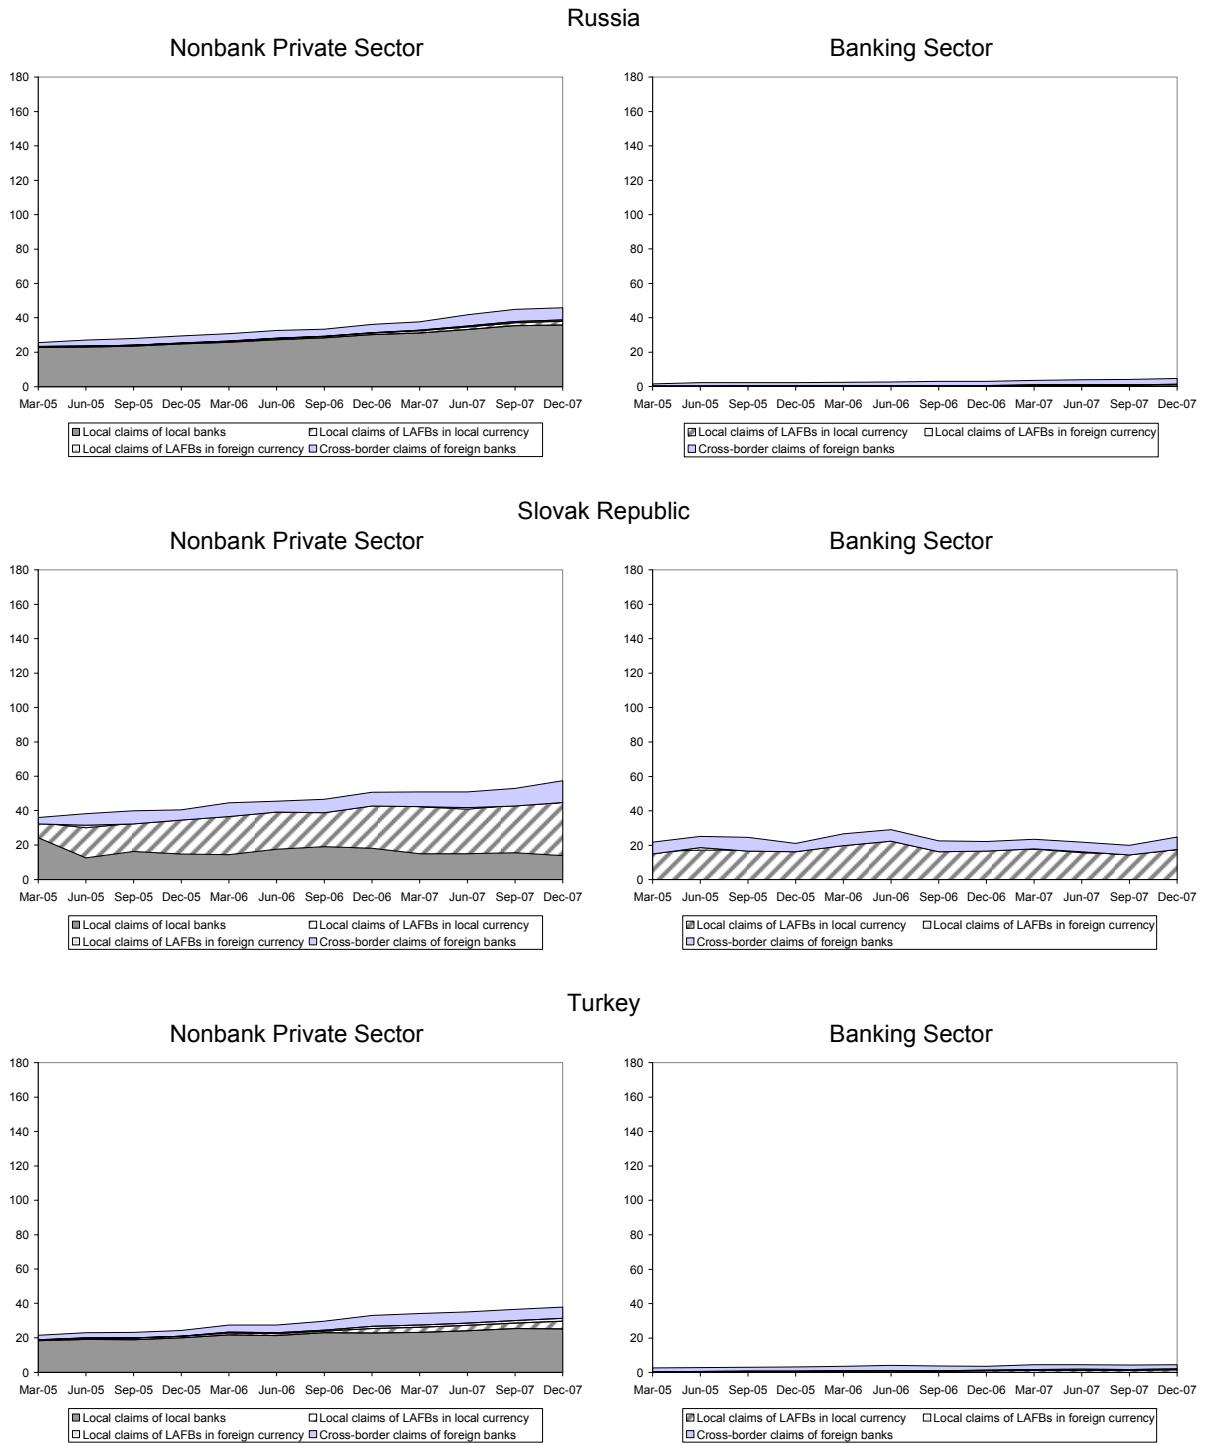 Russia
Nonbank Private Sector
Banking Sector
180
160
140
120
100
80
60
40
20
0
Mar-05 Jun-05 Sep-05 Dec-05 Mar-06 Jun-06 Sep-06 Dec-06 Mar-07 Jun-07 Sep-07 Dec-07
Local claims of local banks Local claims of LAFBs in local currency
Local claims of LAFBs in foreign currency Cross-border claims of foreign banks
180
160
140
120
100
80
60
40
20
0
Mar-05 Jun-05 Sep-05 Dec-05 Mar-06 Jun-06 Sep-06 Dec-06 Mar-07 Jun-07 Sep-07 Dec-07
Local claims of LAFBs in local currency Local claims of LAFBs in foreign currency
Cross-border claims of foreign banks
Slovak Republic
Nonbank Private Sector
Banking Sector
180
160
140
120
100
80
60
40
20
0
Mar-05 Jun-05 Sep-05 Dec-05 Mar-06 Jun-06 Sep-06 Dec-06 Mar-07 Jun-07 Sep-07 Dec-07
Local claims of local banks Local claims of LAFBs in local currency
Local claims of LAFBs in foreign currency Cross-border claims of foreign banks
180
160
140
120
100
80
60
40
20
0
Mar-05 Jun-05 Sep-05 Dec-05 Mar-06 Jun-06 Sep-06 Dec-06 Mar-07 Jun-07 Sep-07 Dec-07
Local claims of LAFBs in local currency Local claims of LAFBs in foreign currency
Cross-border claims of foreign banks
Turkey
Nonbank Private Sector
Banking Sector
180
160
140
120
100
80
60
40
20
0
Mar-05 Jun-05 Sep-05 Dec-05 Mar-06 Jun-06 Sep-06 Dec-06 Mar-07 Jun-07 Sep-07 Dec-07
Local claims of local banks Local claims of LAFBs in local currency
Local claims of LAFBs in foreign currency Cross-border claims of foreign banks
180
160
140
120
100
80
60
40
20
0
Mar-05 Jun-05 Sep-05 Dec-05 Mar-06 Jun-06 Sep-06 Dec-06 Mar-07 Jun-07 Sep-07 Dec-07
Local claims of LAFBs in local currency Local claims of LAFBs in foreign currency
Cross-border claims of foreign banks